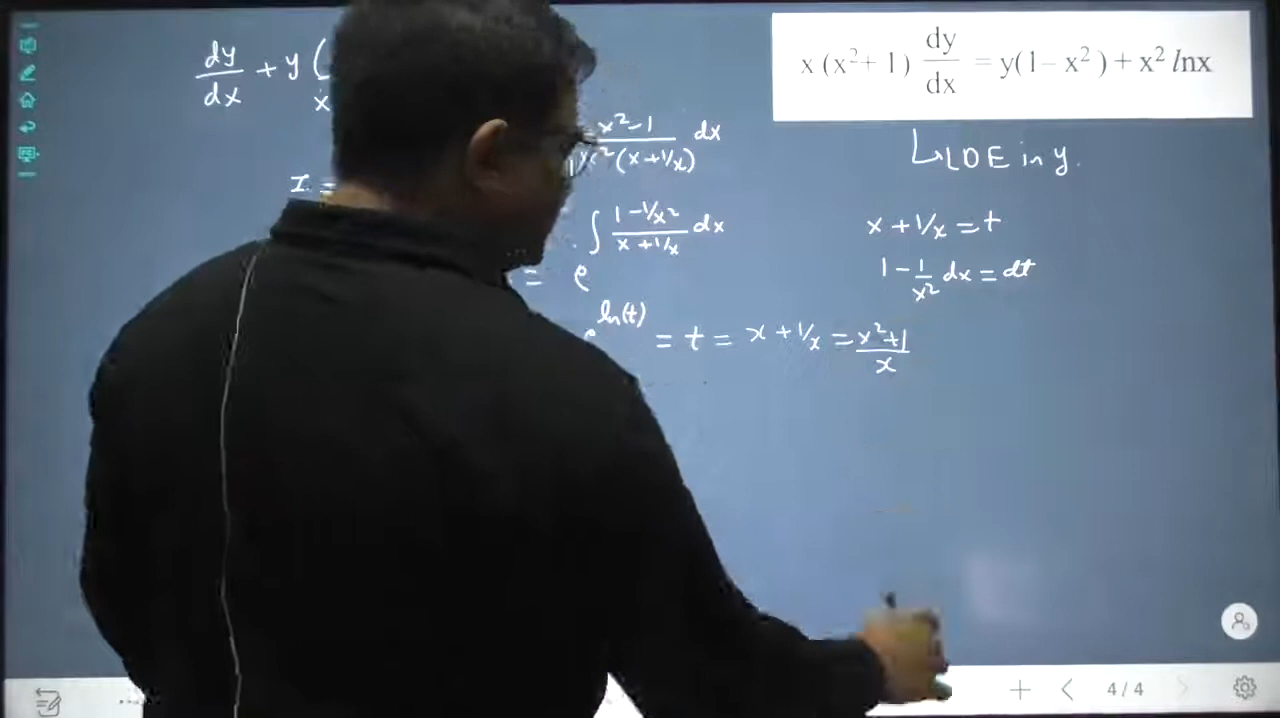 x (x²+ 1) dy/dx = y(1– x² ) + x² lnx
LDE in y.
dy/dx + y (
x
x²-1/x²(x+1/x) dx
I =
∫ 1-1/x²/x+1/x dx
= e
x + 1/x = t
1 - 1/x² dx = dt
e ln(t) = t = x + 1/x = x²+1/x
4 / 4